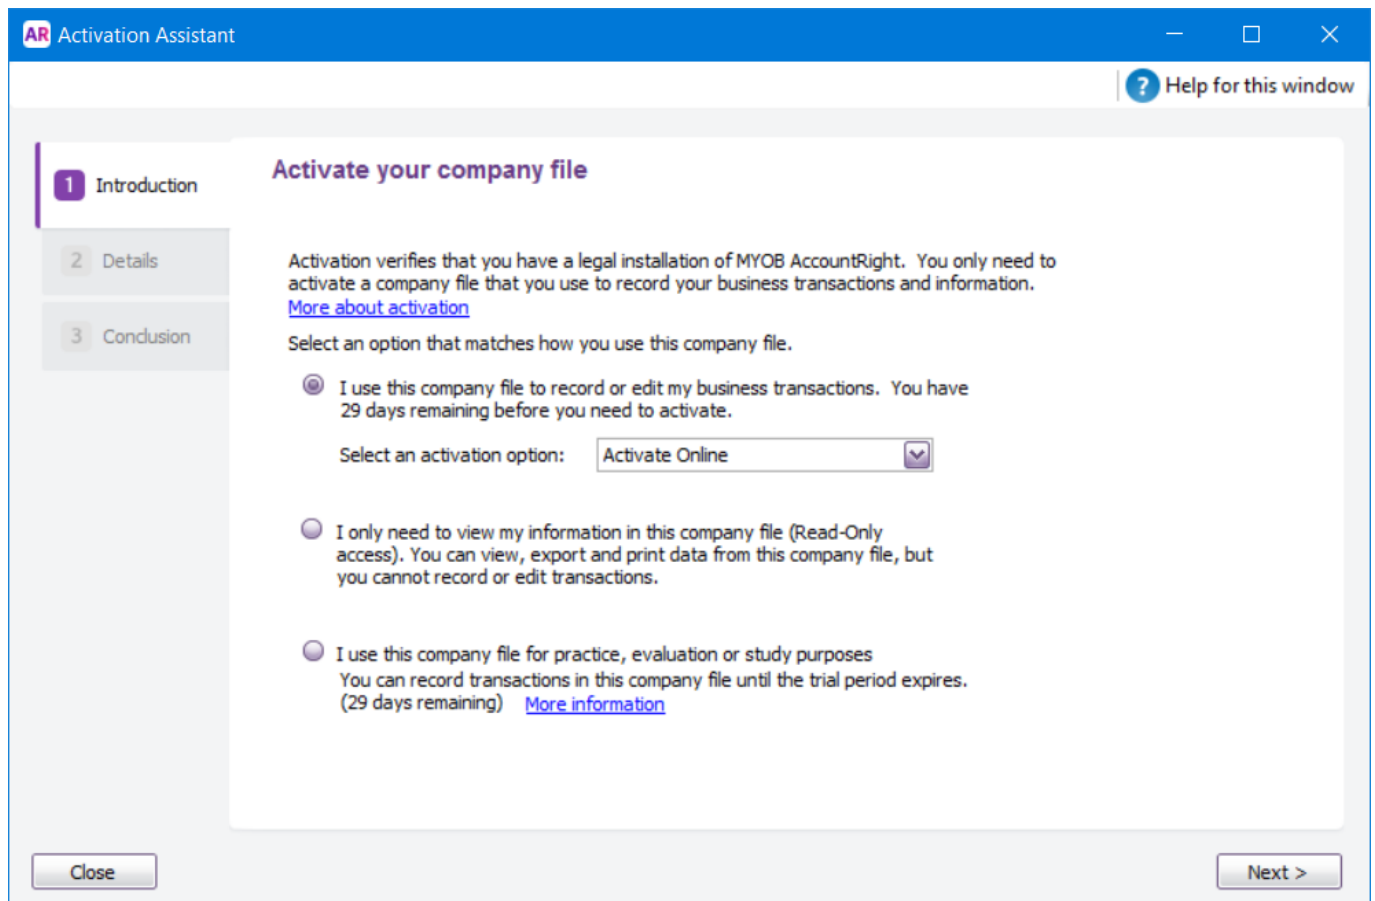 AR Activation Assistant
? Help for this window
1 Introduction
2 Details
3 Conclusion
Activate your company file
Activation verifies that you have a legal installation of MYOB AccountRight. You only need to
activate a company file that you use to record your business transactions and information.
More about activation
Select an option that matches how you use this company file.
I use this company file to record or edit my business transactions. You have
29 days remaining before you need to activate.
Select an activation option: Activate Online
I only need to view my information in this company file (Read-Only
access). You can view, export and print data from this company file, but
you cannot record or edit transactions.
I use this company file for practice, evaluation or study purposes
You can record transactions in this company file until the trial period expires.
(29 days remaining) More information
Close
Next >